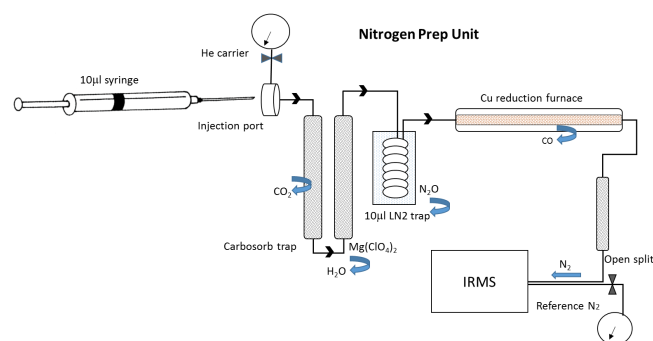 Nitrogen Prep Unit
He carrier
10µl syringe
Injection port
Cu reduction furnace
CO
CO2
N2O
10µl LN2 trap
Carbosorb trap
Mg(ClO4)2
H2O
N2
Open split
IRMS
Reference N2